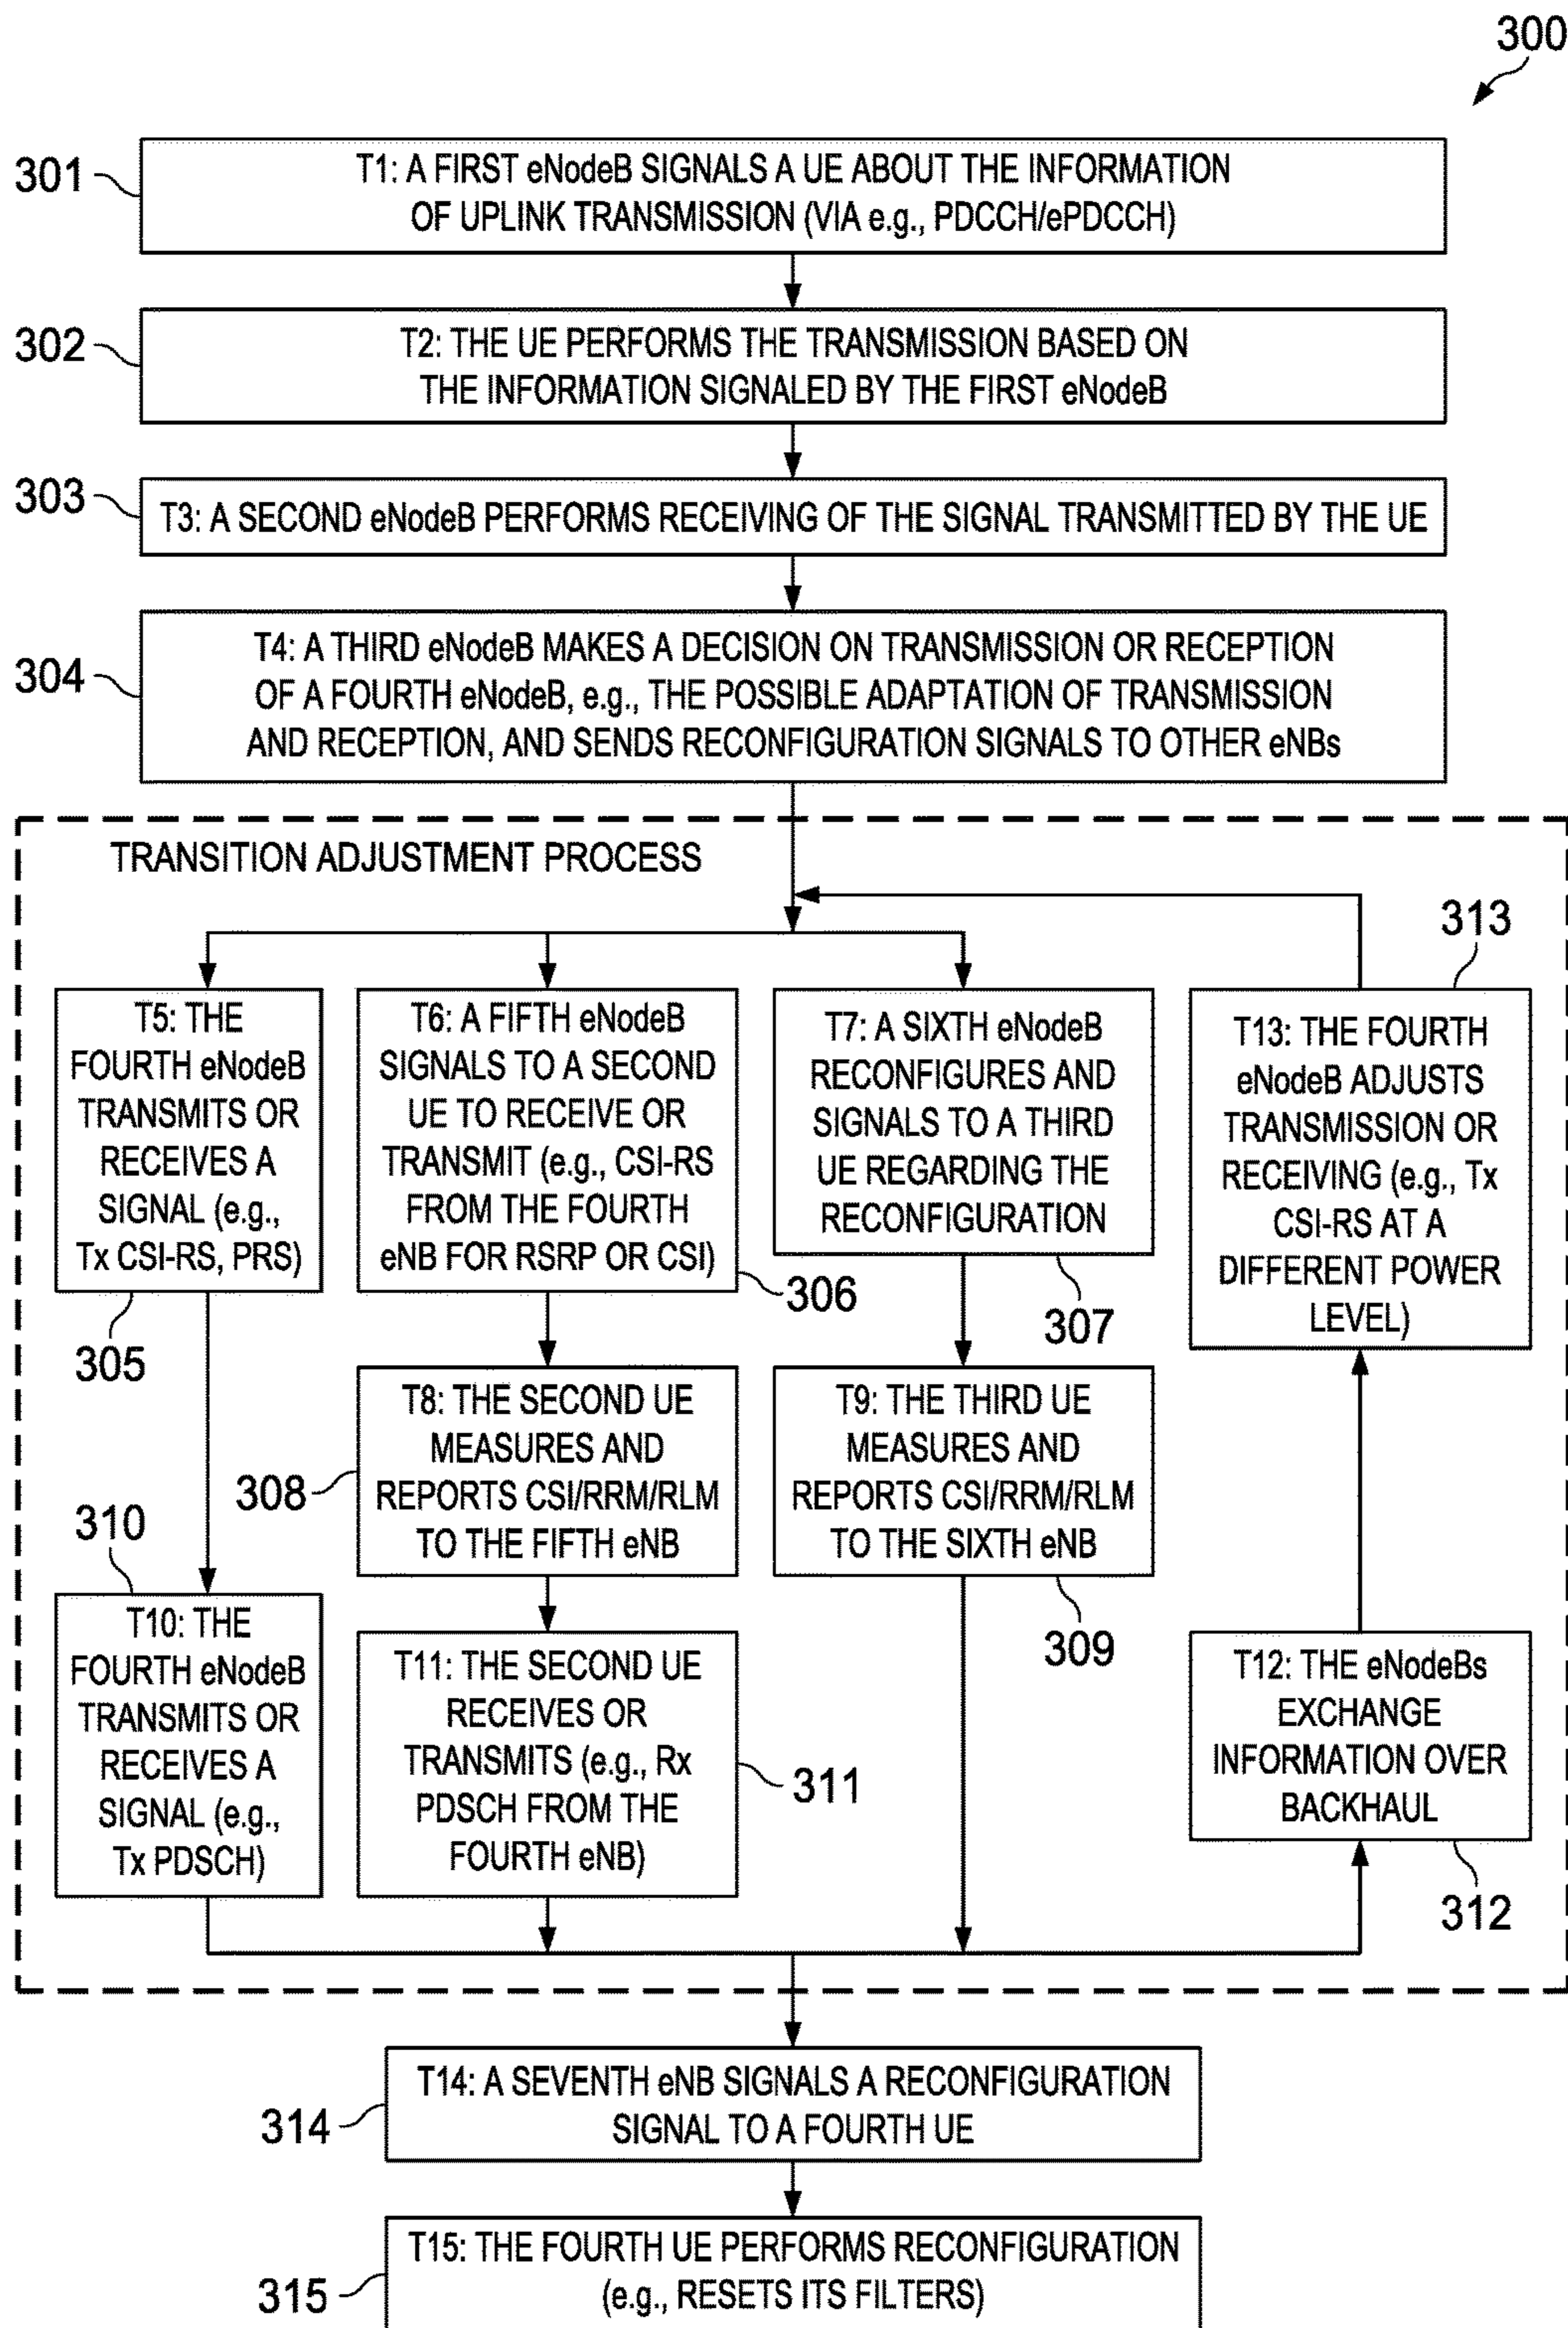 300
301
T1: A FIRST eNodeB SIGNALS A UE ABOUT THE INFORMATION
OF UPLINK TRANSMISSION (VIA e.g., PDCCH/ePDCCH)
302
T2: THE UE PERFORMS THE TRANSMISSION BASED ON
THE INFORMATION SIGNALED BY THE FIRST eNodeB
303
T3: A SECOND eNodeB PERFORMS RECEIVING OF THE SIGNAL TRANSMITTED BY THE UE
304
T4: A THIRD eNodeB MAKES A DECISION ON TRANSMISSION OR RECEPTION
OF A FOURTH eNodeB, e.g., THE POSSIBLE ADAPTATION OF TRANSMISSION
AND RECEPTION, AND SENDS RECONFIGURATION SIGNALS TO OTHER eNBs
TRANSITION ADJUSTMENT PROCESS
T5: THE
FOURTH eNodeB
TRANSMITS OR
RECEIVES A
SIGNAL (e.g.,
Tx CSI-RS, PRS)
305
T6: A FIFTH eNodeB
SIGNALS TO A SECOND
UE TO RECEIVE OR
TRANSMIT (e.g., CSI-RS
FROM THE FOURTH
eNB FOR RSRP OR CSI)
306
T7: A SIXTH eNodeB
RECONFIGURES AND
SIGNALS TO A THIRD
UE REGARDING THE
RECONFIGURATION
307
313
T13: THE FOURTH
eNodeB ADJUSTS
TRANSMISSION OR
RECEIVING (e.g., Tx
CSI-RS AT A
DIFFERENT POWER
LEVEL)
308
T8: THE SECOND UE
MEASURES AND
REPORTS CSI/RRM/RLM
TO THE FIFTH eNB
T9: THE THIRD UE
MEASURES AND
REPORTS CSI/RRM/RLM
TO THE SIXTH eNB
309
310
T10: THE
FOURTH eNodeB
TRANSMITS OR
RECEIVES A
SIGNAL (e.g.,
Tx PDSCH)
T11: THE SECOND UE
RECEIVES OR
TRANSMITS (e.g., Rx
PDSCH FROM THE
FOURTH eNB)
311
T12: THE eNodeBs
EXCHANGE
INFORMATION OVER
BACKHAUL
312
314
T14: A SEVENTH eNB SIGNALS A RECONFIGURATION
SIGNAL TO A FOURTH UE
315
T15: THE FOURTH UE PERFORMS RECONFIGURATION
(e.g., RESETS ITS FILTERS)